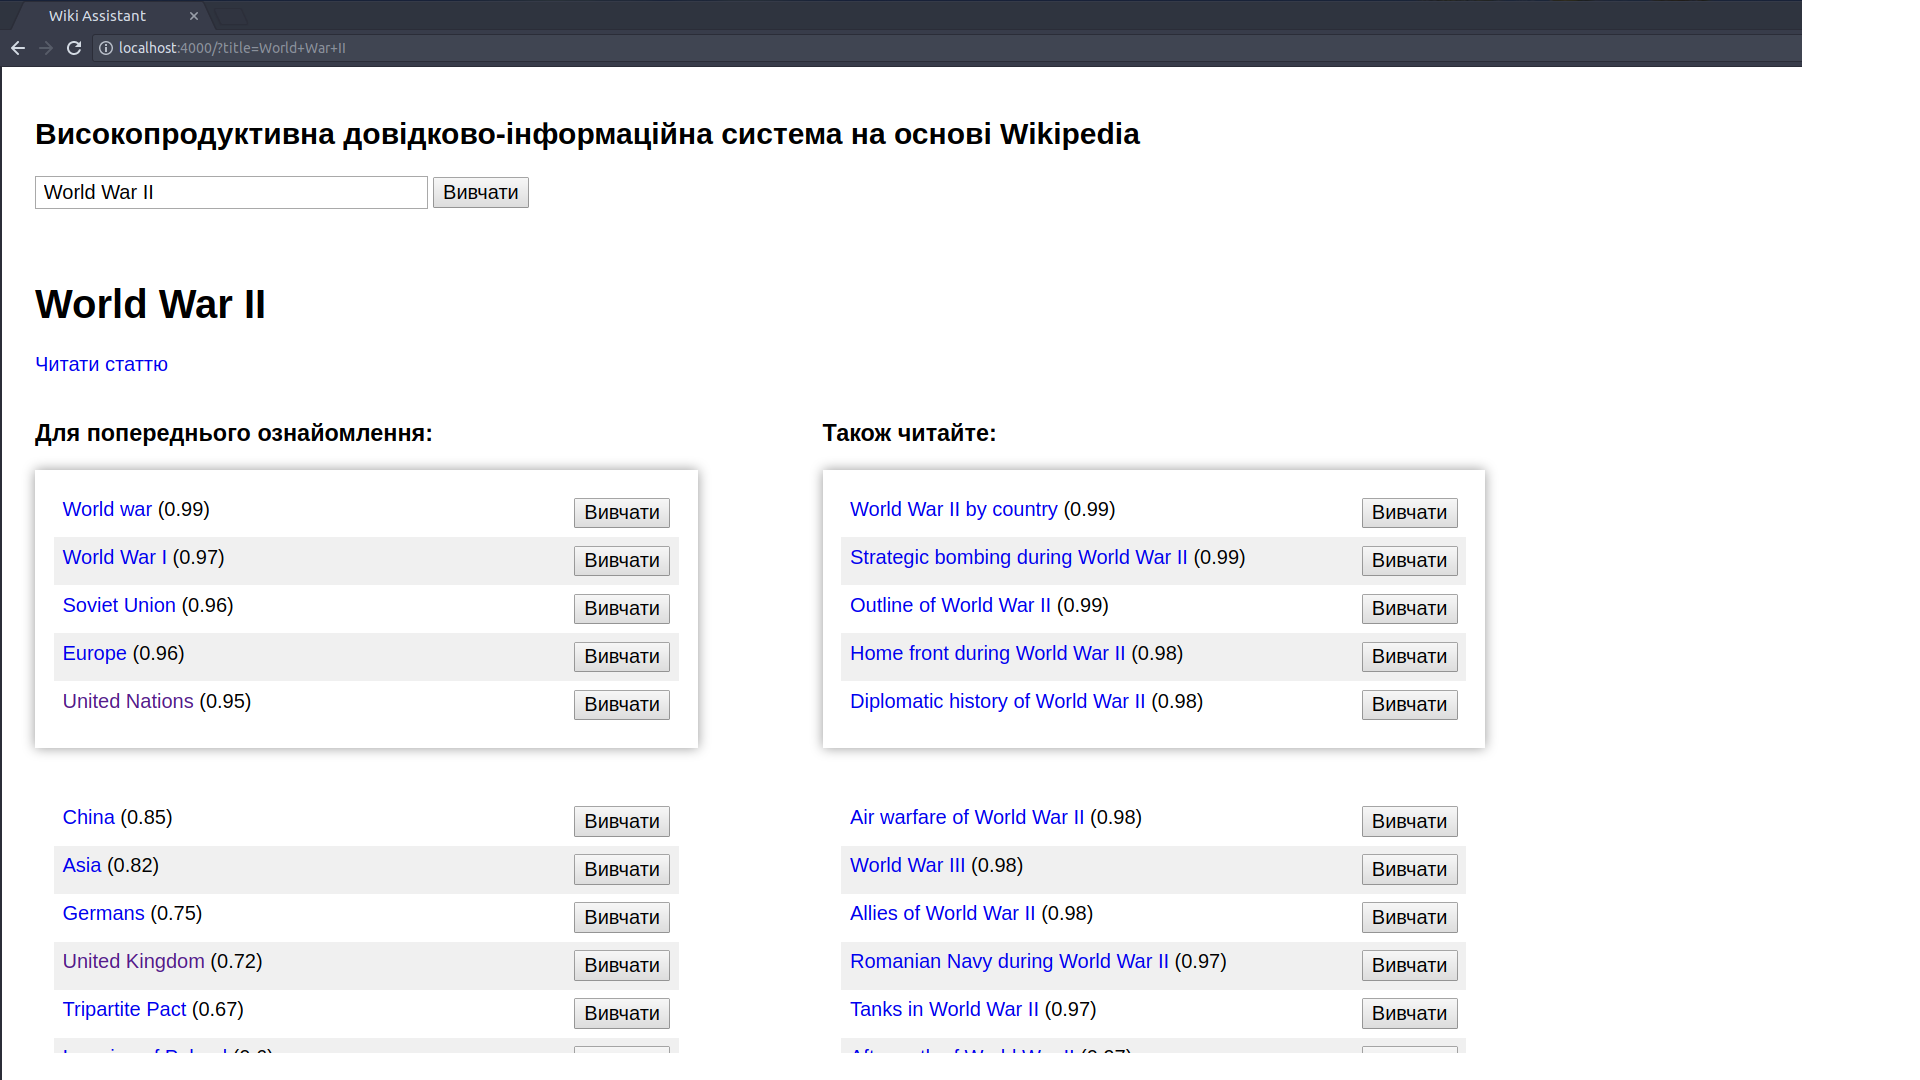 Wiki Assistant
localhost:4000/?title=World+War+II
Високопродуктивна довідково-інформаційна система на основі Wikipedia
World War II Вивчати
World War II
Читати статтю
Для попереднього ознайомлення:
World war (0.99) Вивчати
World War I (0.97) Вивчати
Soviet Union (0.96) Вивчати
Europe (0.96) Вивчати
United Nations (0.95) Вивчати
China (0.85) Вивчати
Asia (0.82) Вивчати
Germans (0.75) Вивчати
United Kingdom (0.72) Вивчати
Tripartite Pact (0.67) Вивчати
Також читайте:
World War II by country (0.99) Вивчати
Strategic bombing during World War II (0.99) Вивчати
Outline of World War II (0.99) Вивчати
Home front during World War II (0.98) Вивчати
Diplomatic history of World War II (0.98) Вивчати
Air warfare of World War II (0.98) Вивчати
World War III (0.98) Вивчати
Allies of World War II (0.98) Вивчати
Romanian Navy during World War II (0.97) Вивчати
Tanks in World War II (0.97) Вивчати